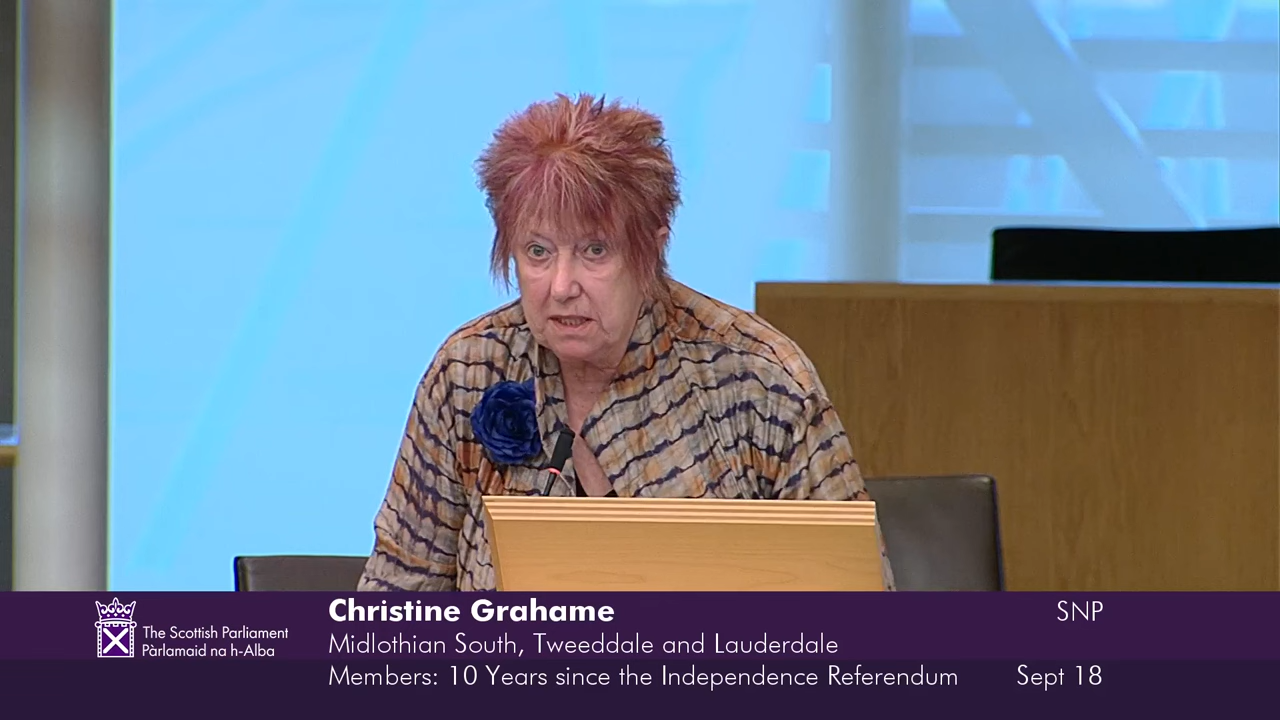 The Scottish Parliament
Pàrlamaid na h-Alba
Christine Grahame
SNP
Midlothian South, Tweeddale and Lauderdale
Members: 10 Years since the Independence Referendum
Sept 18